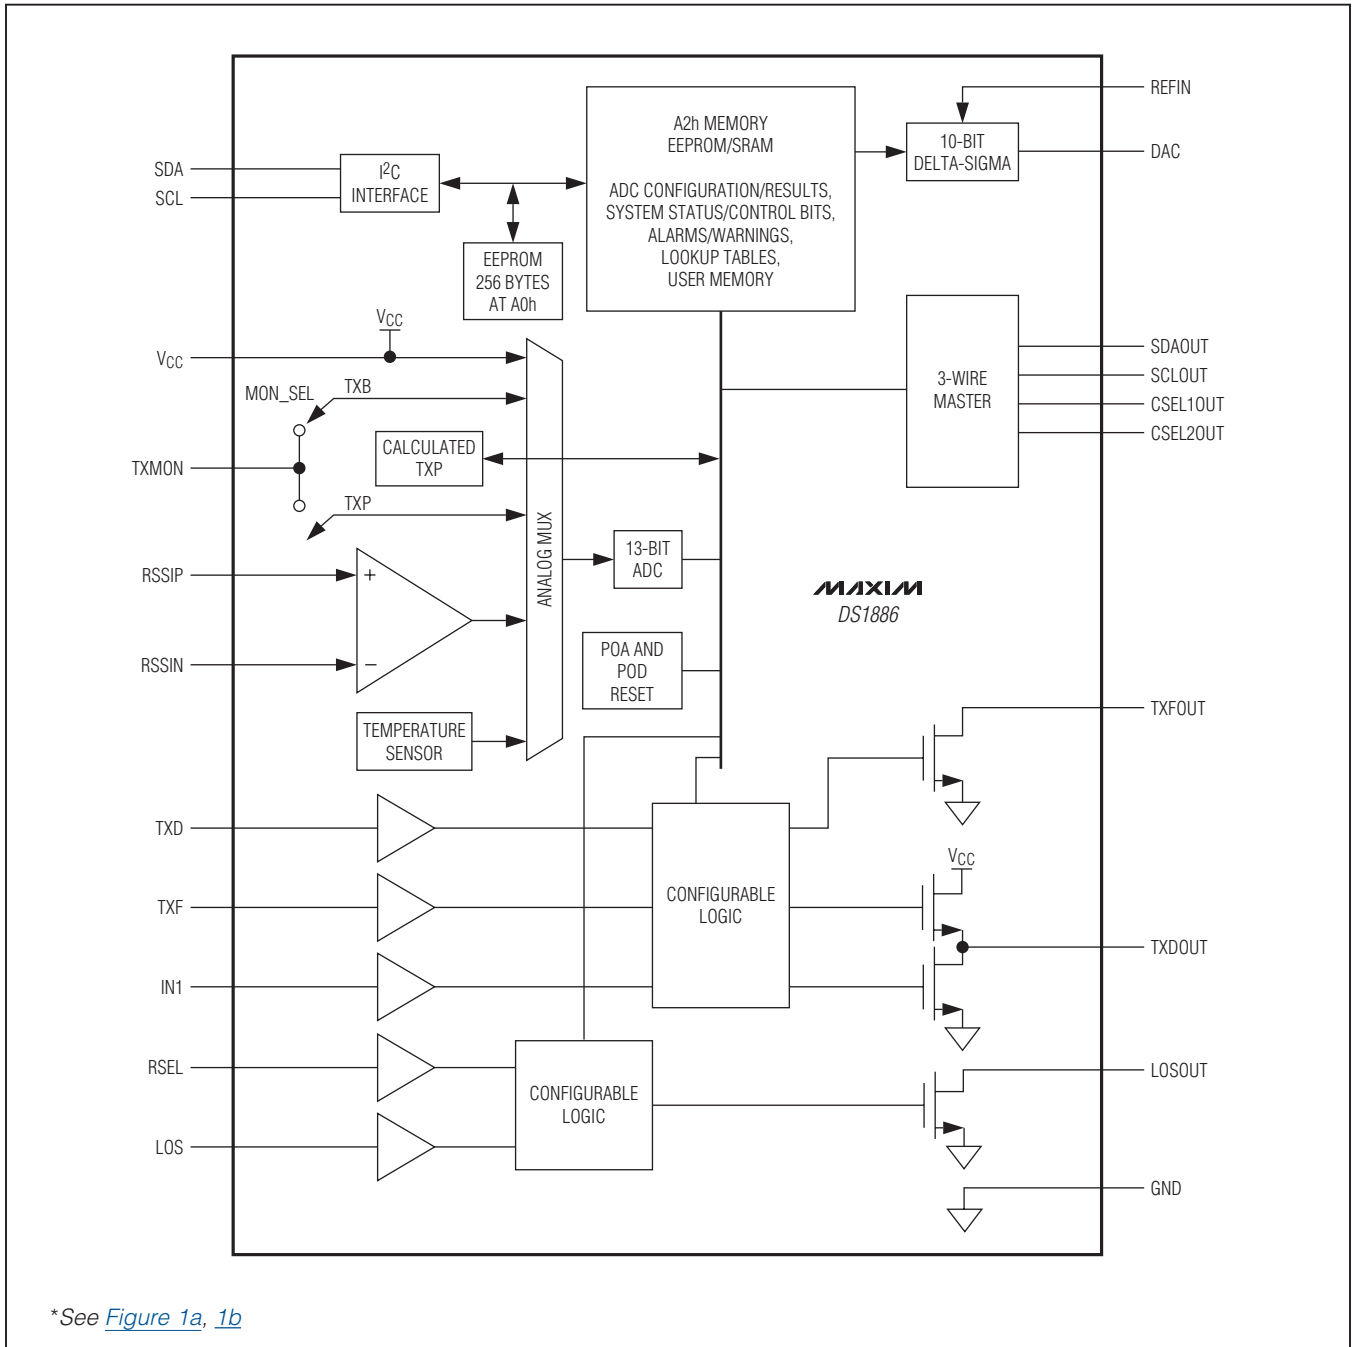 REFIN
A2h MEMORY
EEPROM/SRAM
ADC CONFIGURATION/RESULTS,
SYSTEM STATUS/CONTROL BITS,
ALARMS/WARNINGS,
LOOKUP TABLES,
USER MEMORY
10-BIT
DELTA-SIGMA
DAC
SDA
SCL
I2C
INTERFACE
EEPROM
256 BYTES
AT A0h
VCC
VCC
MON_SEL
TXB
3-WIRE
MASTER
SDAOUT
SCLOUT
CSEL1OUT
CSEL2OUT
TXMON
CALCULATED
TXP
TXP
ANALOG MUX
13-BIT
ADC
RSSIP
+
RSSIN
−
MAXIM
DS1886
POA AND
POD
RESET
TEMPERATURE
SENSOR
TXFOUT
TXD
TXF
IN1
CONFIGURABLE
LOGIC
VCC
TXDOUT
RSEL
LOS
CONFIGURABLE
LOGIC
LOSOUT
GND
*See Figure 1a, 1b